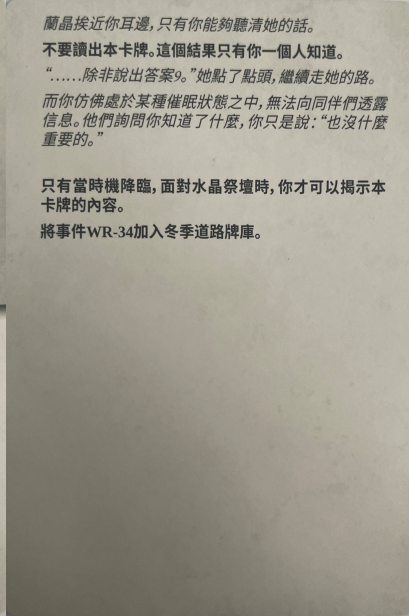 蘭晶挨近你耳邊，只有你能夠聽清她的話。
不要讀出本卡牌。這個結果只有你一個人知道。
“……除非說出答案9。”她點了點頭，繼續走她的路。
而你仿佛處於某種催眠狀態之中，無法向同伴們透露
信息。他們詢問你知道了什麼，你只是說：“也沒什麼
重要的。”
只有當時機降臨，面對水晶祭壇時，你才可以揭示本
卡牌的內容。
將事件WR-34加入冬季道路牌庫。